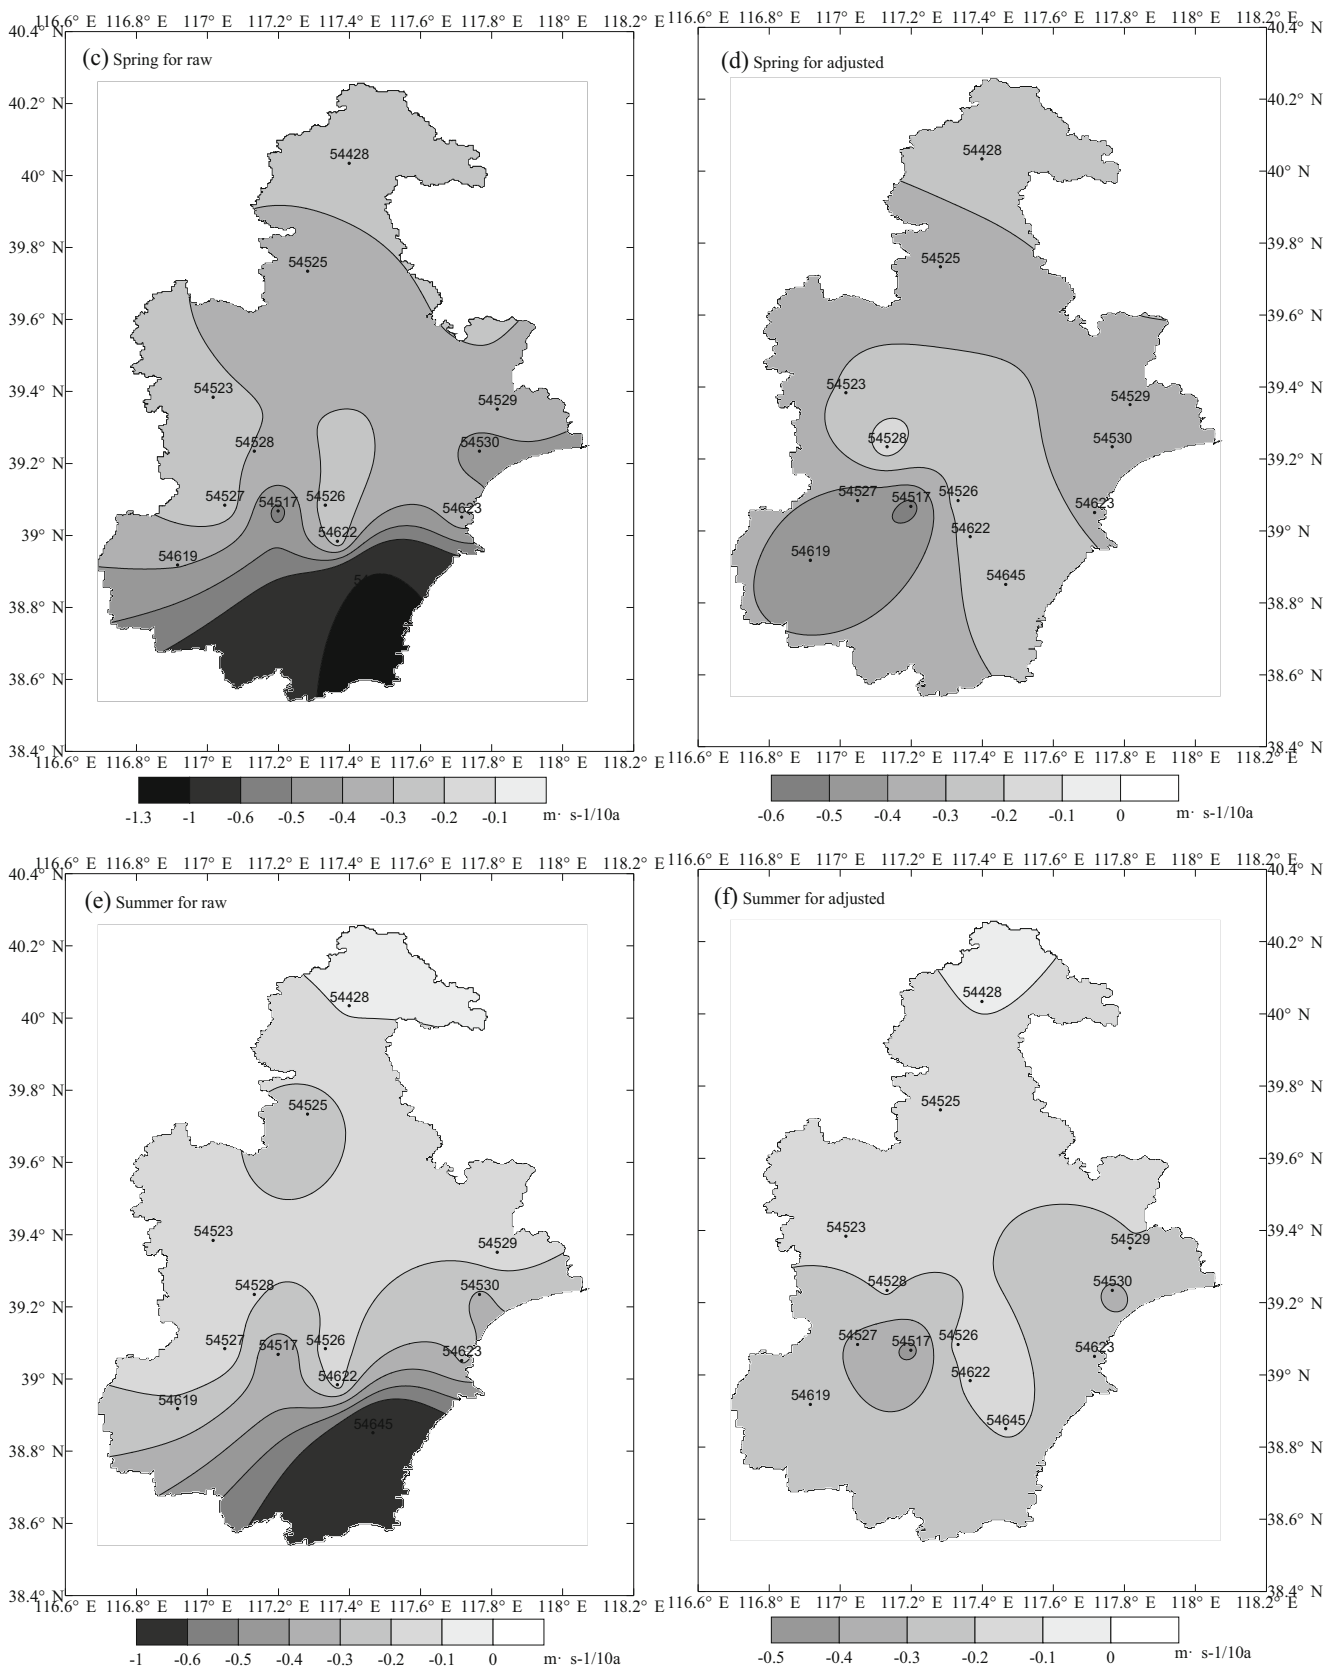 116.6° E 116.8° E 117° E 117.2° E 117.4° E 117.6° E 117.8° E 118° E 118.2° E
40.4° N
(c) Spring for raw
40.2° N
40° N
39.8° N
39.6° N
39.4° N
39.2° N
39° N
38.8° N
38.6° N
38.4° N
54428
54525
54523
54529
54528
54530
54527
54517
54526
54623
54622
54619
116.6° E 116.8° E 117° E 117.2° E 117.4° E 117.6° E 117.8° E 118° E 118.2° E
-1.3 -1 -0.6 -0.5 -0.4 -0.3 -0.2 -0.1 m· s-1/10a
116.6° E 116.8° E 117° E 117.2° E 117.4° E 117.6° E 117.8° E 118° E 118.2° E
40.4° N
(d) Spring for adjusted
40.2° N
40° N
39.8° N
39.6° N
39.4° N
39.2° N
39° N
38.8° N
38.6° N
38.4° N
54428
54525
54523
54529
54528
54530
54527
54517
54526
54623
54622
54619
54645
116.6° E 116.8° E 117° E 117.2° E 117.4° E 117.6° E 117.8° E 118° E 118.2° E
-0.6 -0.5 -0.4 -0.3 -0.2 -0.1 0 m· s-1/10a
116.6° E 116.8° E 117° E 117.2° E 117.4° E 117.6° E 117.8° E 118° E 118.2° E
40.4° N
(e) Summer for raw
40.2° N
40° N
39.8° N
39.6° N
39.4° N
39.2° N
39° N
38.8° N
38.6° N
38.4° N
54428
54525
54523
54529
54528
54530
54527
54517
54526
54623
54622
54619
54645
116.6° E 116.8° E 117° E 117.2° E 117.4° E 117.6° E 117.8° E 118° E 118.2° E
-1 -0.6 -0.5 -0.4 -0.3 -0.2 -0.1 0 m· s-1/10a
116.6° E 116.8° E 117° E 117.2° E 117.4° E 117.6° E 117.8° E 118° E 118.2° E
40.4° N
(f) Summer for adjusted
40.2° N
40° N
39.8° N
39.6° N
39.4° N
39.2° N
39° N
38.8° N
38.6° N
38.4° N
54428
54525
54523
54529
54528
54530
54527
54517
54526
54623
54622
54619
54645
116.6° E 116.8° E 117° E 117.2° E 117.4° E 117.6° E 117.8° E 118° E 118.2° E
-0.5 -0.4 -0.3 -0.2 -0.1 0 m· s-1/10a